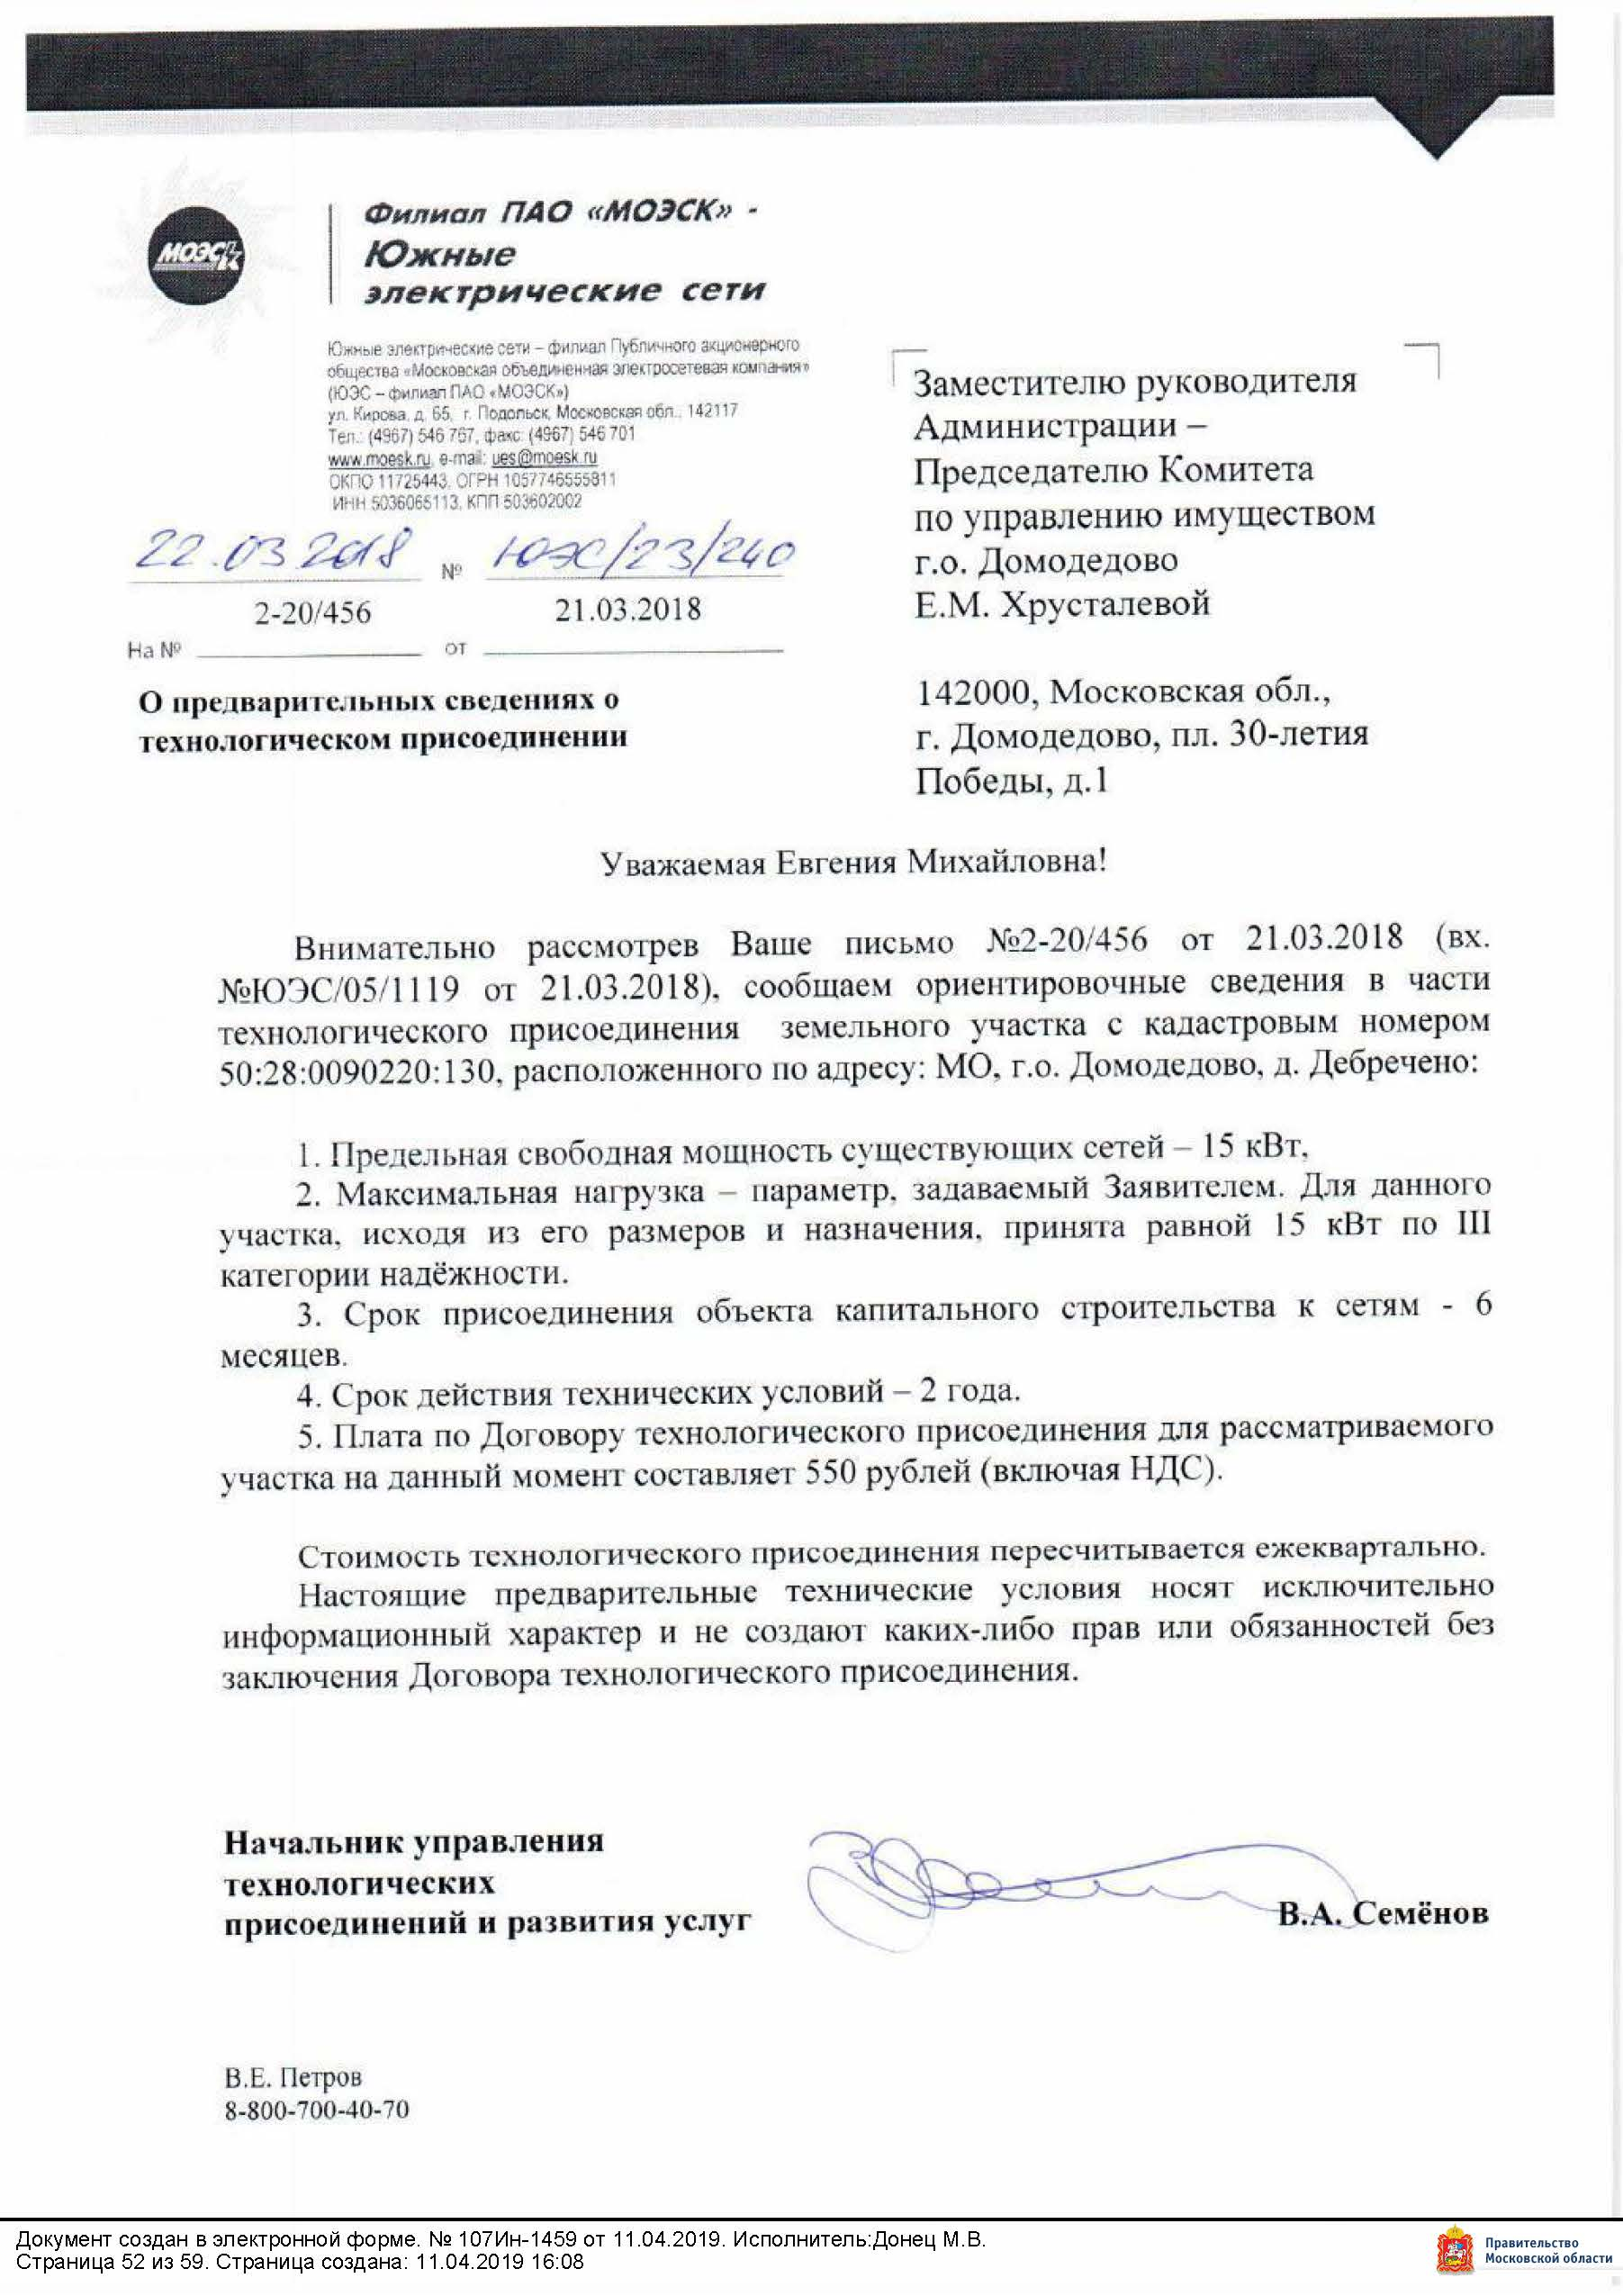 МОЭСК
Филиал ПАО «МОЭСК» -
Южные
электрические сети
Южные электрические сети – филиал Публичного акционерного
общества «Московская объединенная электросетевая компания»
(ЮЭС – филиал ПАО «МОЭСК»)
ул. Кирова, д. 65, г. Подольск, Московская обл., 142117
Тел.: (4967) 546 767, факс: (4967) 546 701
www.moesk.ru, e-mail: ues@moesk.ru
ОКПО 11725443, ОГРН 1057746555811
ИНН 5036065113, КПП 503602002
22.03.2018 № ЮЭС/23/240
2-20/456 21.03.2018
На № от
О предварительных сведениях о
технологическом присоединении
Заместителю руководителя
Администрации –
Председателю Комитета
по управлению имуществом
г.о. Домодедово
Е.М. Хрусталевой
142000, Московская обл.,
г. Домодедово, пл. 30-летия
Победы, д.1
Уважаемая Евгения Михайловна!
Внимательно рассмотрев Ваше письмо №2-20/456 от 21.03.2018 (вх.
№ЮЭС/05/1119 от 21.03.2018), сообщаем ориентировочные сведения в части
технологического присоединения земельного участка с кадастровым номером
50:28:0090220:130, расположенного по адресу: МО, г.о. Домодедово, д. Дебречено:
1. Предельная свободная мощность существующих сетей – 15 кВт,
2. Максимальная нагрузка – параметр, задаваемый Заявителем. Для данного
участка, исходя из его размеров и назначения, принята равной 15 кВт по III
категории надёжности.
3. Срок присоединения объекта капитального строительства к сетям - 6
месяцев.
4. Срок действия технических условий – 2 года.
5. Плата по Договору технологического присоединения для рассматриваемого
участка на данный момент составляет 550 рублей (включая НДС).
Стоимость технологического присоединения пересчитывается ежеквартально.
Настоящие предварительные технические условия носят исключительно
информационный характер и не создают каких-либо прав или обязанностей без
заключения Договора технологического присоединения.
Начальник управления
технологических
присоединений и развития услуг
В.А. Семёнов
В.Е. Петров
8-800-700-40-70
Документ создан в электронной форме. № 107Ин-1459 от 11.04.2019. Исполнитель:Донец М.В.
Страница 52 из 59. Страница создана: 11.04.2019 16:08
Правительство
Московской области